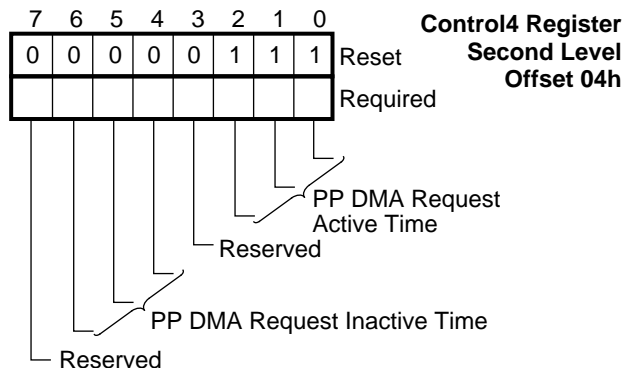 7 6 5 4 3 2 1 0
Control4 Register
Second Level
Offset 04h
0 0 0 0 0 1 1 1 Reset
Required
PP DMA Request
Active Time
Reserved
PP DMA Request Inactive Time
Reserved